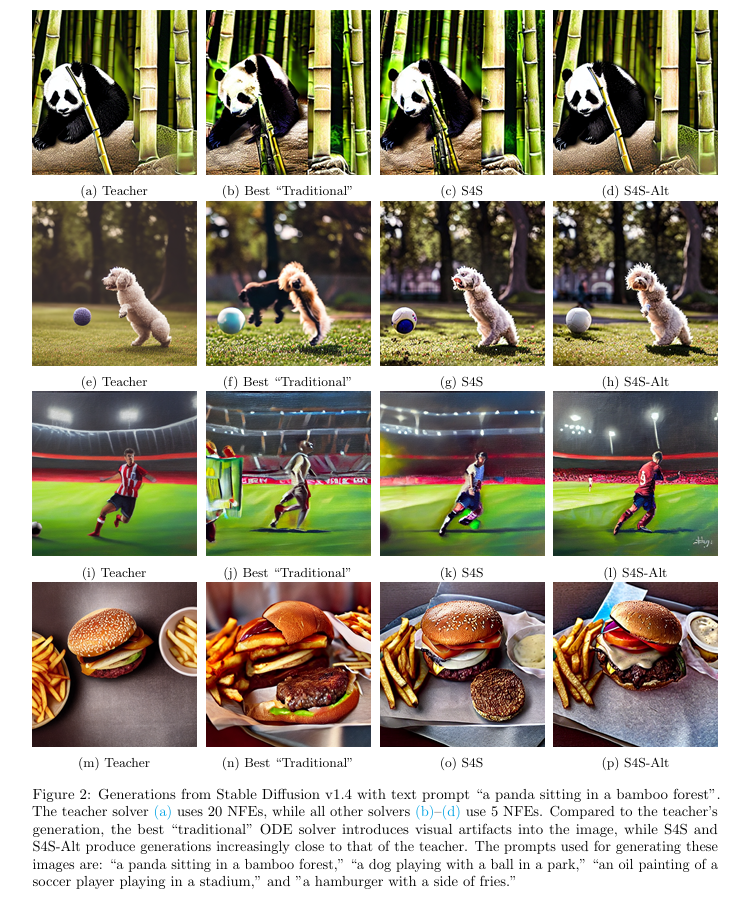 (a) Teacher
(b) Best “Traditional”
(c) S4S
(d) S4S-Alt
(e) Teacher
(f) Best “Traditional”
(g) S4S
(h) S4S-Alt
(i) Teacher
(j) Best “Traditional”
(k) S4S
(l) S4S-Alt
(m) Teacher
(n) Best “Traditional”
(o) S4S
(p) S4S-Alt
Figure 2: Generations from Stable Diffusion v1.4 with text prompt “a panda sitting in a bamboo forest”.
The teacher solver (a) uses 20 NFEs, while all other solvers (b)–(d) use 5 NFEs. Compared to the teacher’s
generation, the best “traditional” ODE solver introduces visual artifacts into the image, while S4S and
S4S-Alt produce generations increasingly close to that of the teacher. The prompts used for generating these
images are: “a panda sitting in a bamboo forest,” “a dog playing with a ball in a park,” “an oil painting of a
soccer player playing in a stadium,” and ”a hamburger with a side of fries.”